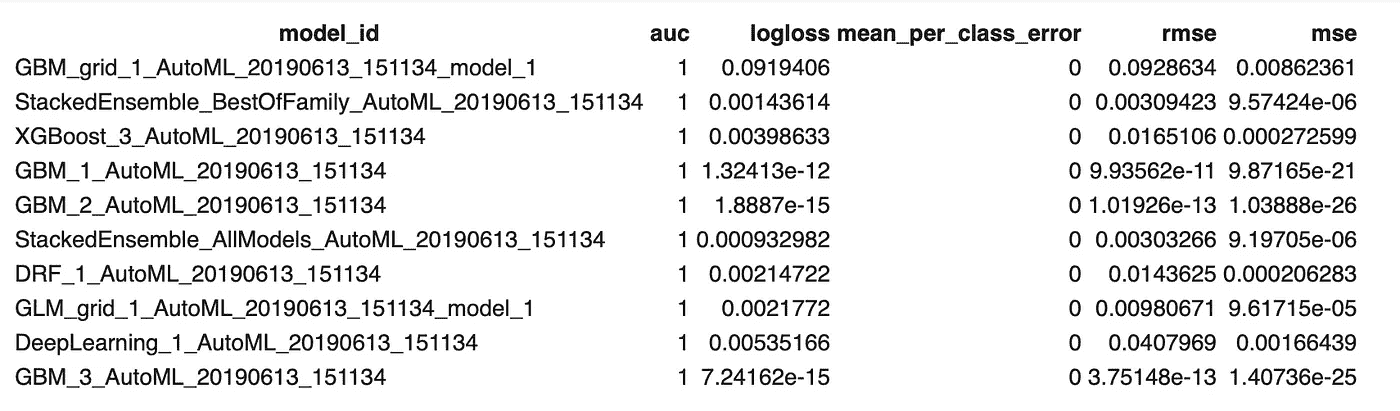 model_id auc logloss mean_per_class_error rmse mse
GBM_grid_1_AutoML_20190613_151134_model_1 1 0.0919406 0 0.0928634 0.00862361
StackedEnsemble_BestOfFamily_AutoML_20190613_151134 1 0.00143614 0 0.00309423 9.57424e-06
XGBoost_3_AutoML_20190613_151134 1 0.00398633 0 0.0165106 0.000272599
GBM_1_AutoML_20190613_151134 1 1.32413e-12 0 9.93562e-11 9.87165e-21
GBM_2_AutoML_20190613_151134 1 1.8887e-15 0 1.01926e-13 1.03888e-26
StackedEnsemble_AllModels_AutoML_20190613_151134 1 0.000932982 0 0.00303266 9.19705e-06
DRF_1_AutoML_20190613_151134 1 0.00214722 0 0.0143625 0.000206283
GLM_grid_1_AutoML_20190613_151134_model_1 1 0.0021772 0 0.00980671 9.61715e-05
DeepLearning_1_AutoML_20190613_151134 1 0.00535166 0 0.0407969 0.00166439
GBM_3_AutoML_20190613_151134 1 7.24162e-15 0 3.75148e-13 1.40736e-25